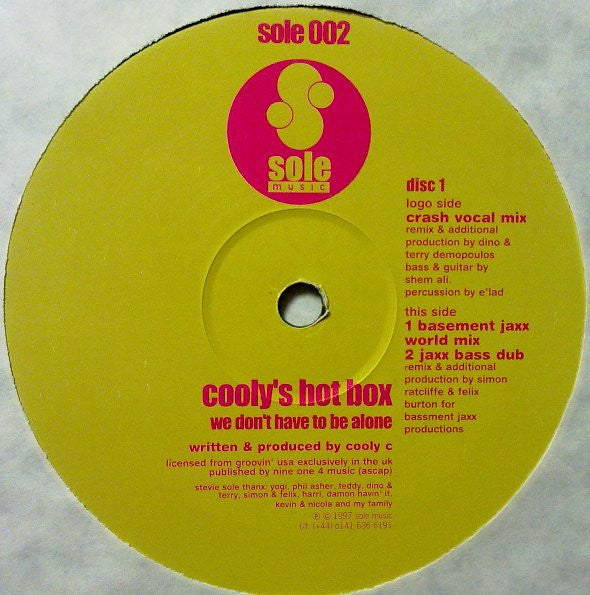 sole 002
sole
music
disc 1
logo side
crash vocal mix
remix & additional
production by dino &
terry demopoulos
bass & guitar by
shem ali.
percussion by e'lad
this side
1 basement jaxx
world mix
2 jaxx bass dub
remix & additional
production by simon
ratcliffe & felix
burton for
bassment jaxx
productions
cooly's hot box
we don't have to be alone
written & produced by cooly c
licensed from groovin' usa exclusively in the uk
published by nine one 4 music (ascap)
stevie sole thanx: yogi, phil asher, teddy, dino &
terry, simon & felix, harri, damon havin' it,
kevin & nicola and my family
℗ © 1997 sole music
(+44) 0141 636 6191